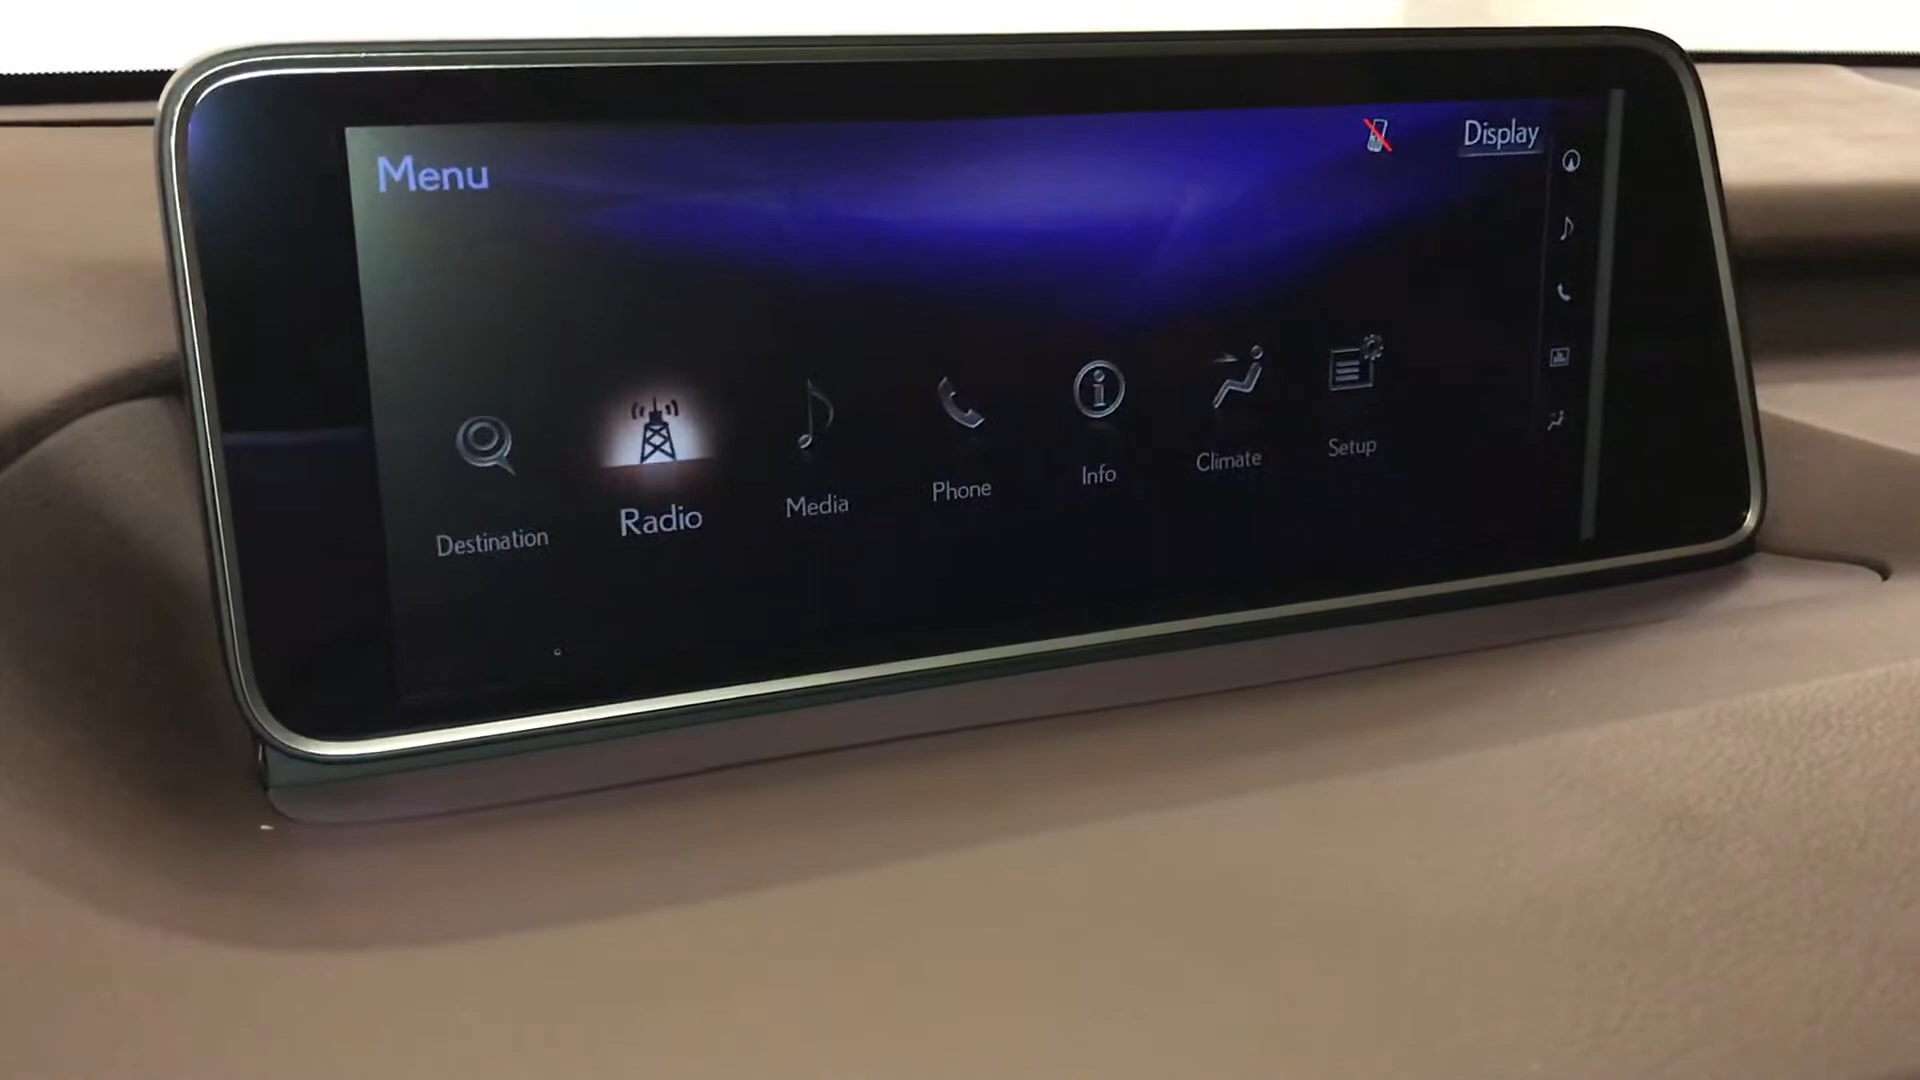 Menu
Display
Destination
Radio
Media
Phone
Info
Climate
Setup